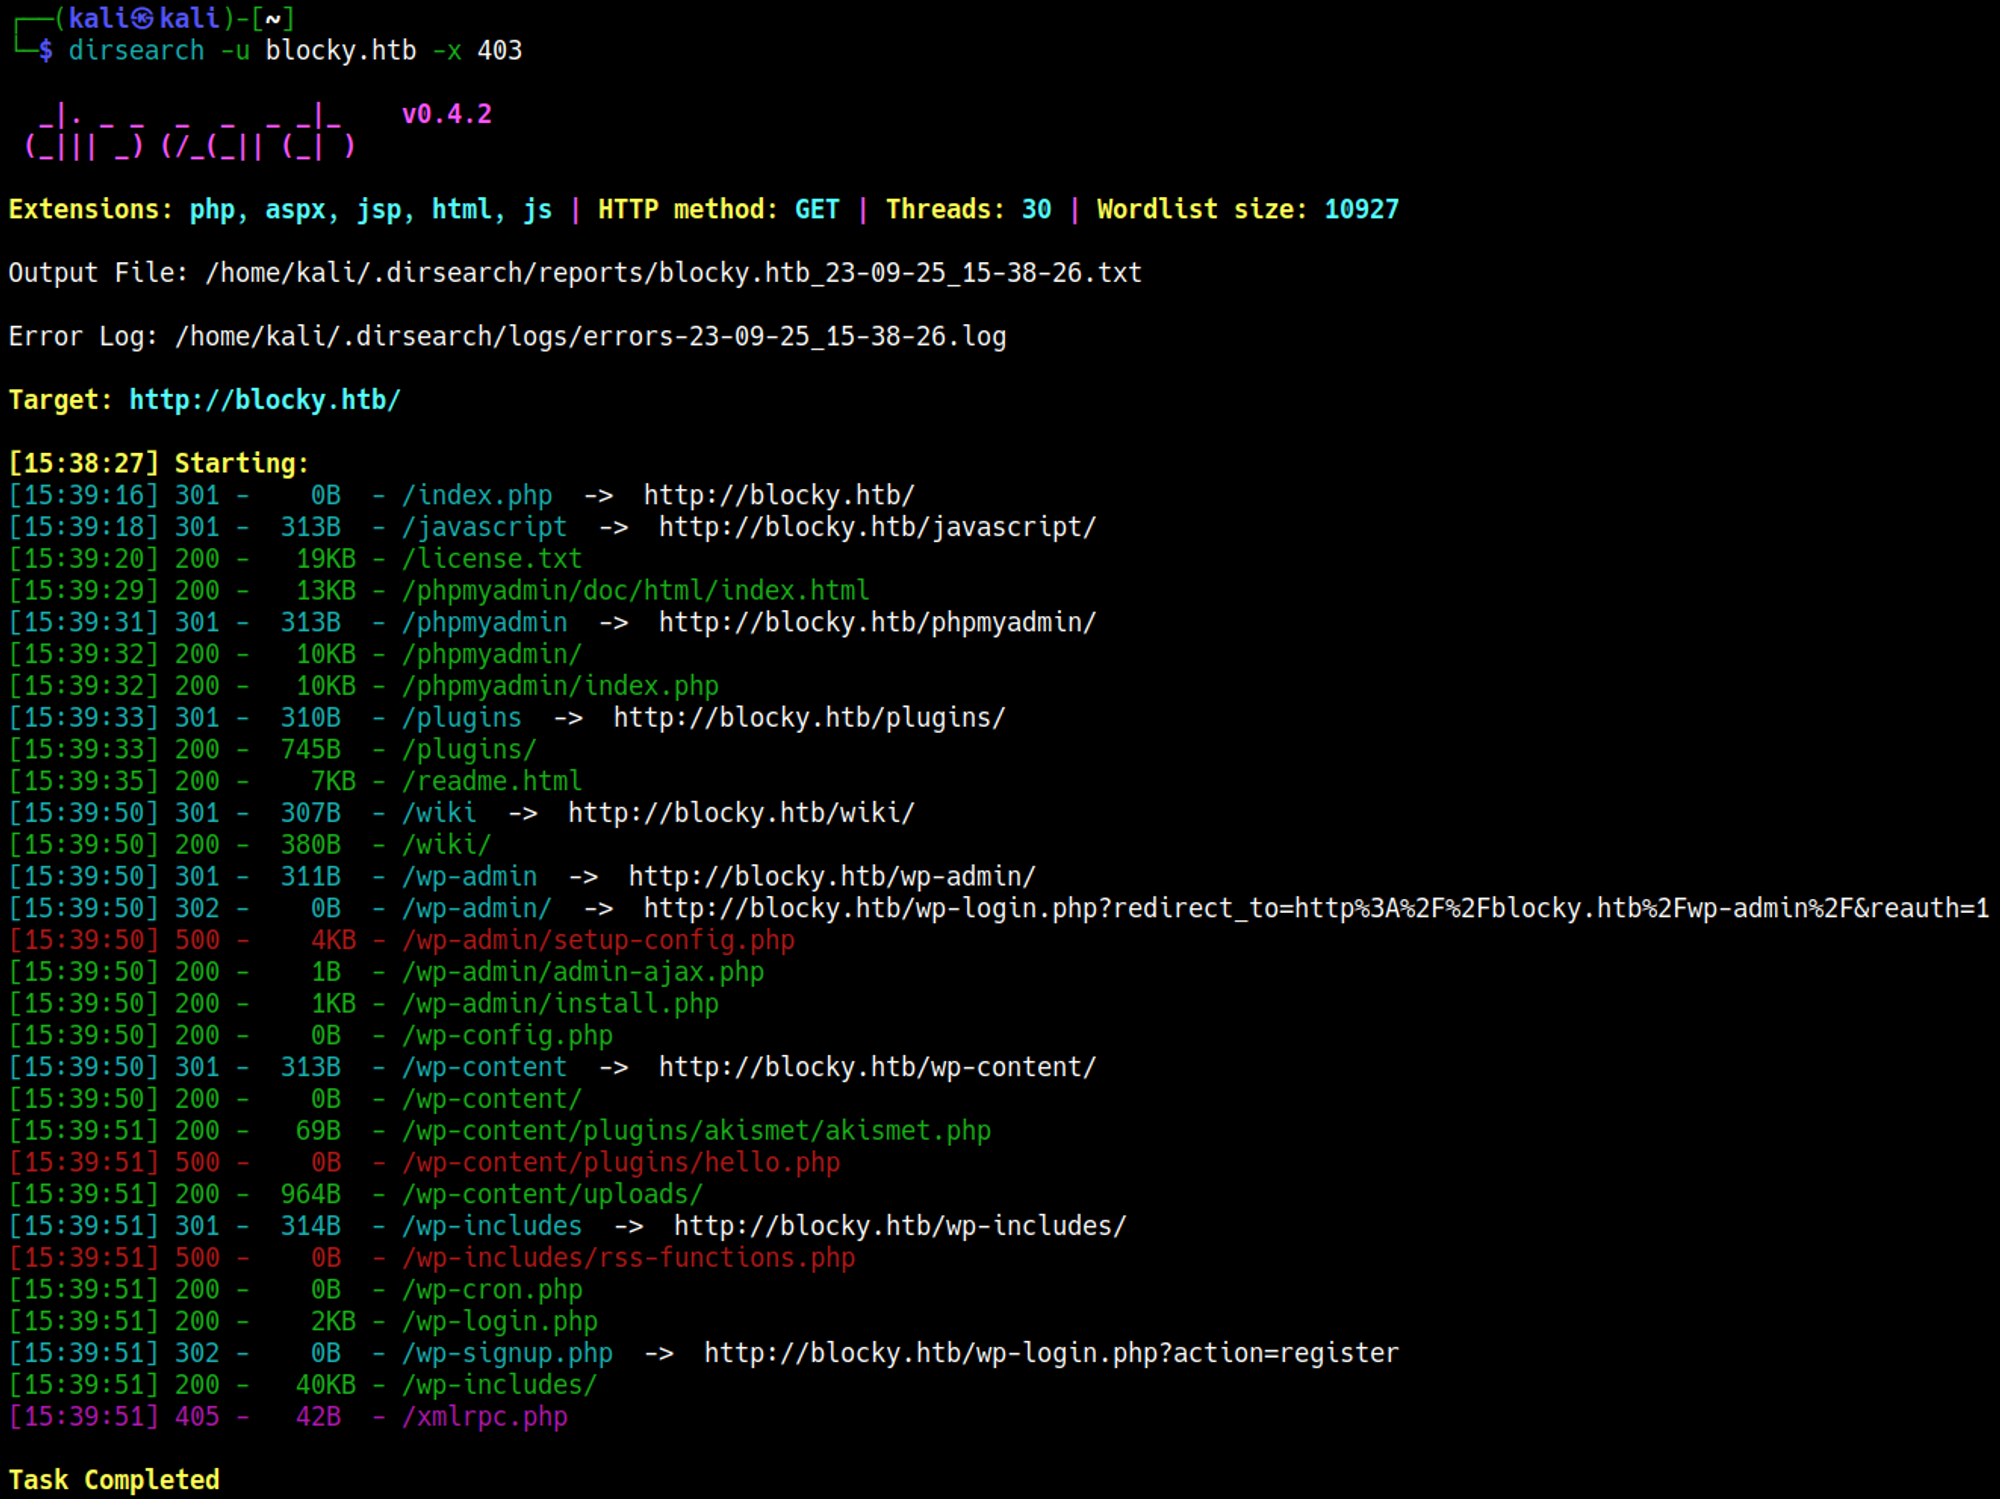 ┌──(kali㉿kali)-[~]
└─$ dirsearch -u blocky.htb -x 403
  _|. _ _  _  _  _ _|_    v0.4.2
 (_||| _) (/_(_|| (_| )
Extensions: php, aspx, jsp, html, js | HTTP method: GET | Threads: 30 | Wordlist size: 10927
Output File: /home/kali/.dirsearch/reports/blocky.htb_23-09-25_15-38-26.txt
Error Log: /home/kali/.dirsearch/logs/errors-23-09-25_15-38-26.log
Target: http://blocky.htb/
[15:38:27] Starting:
[15:39:16] 301 -    0B  - /index.php  ->  http://blocky.htb/
[15:39:18] 301 -  313B  - /javascript  ->  http://blocky.htb/javascript/
[15:39:20] 200 -   19KB - /license.txt
[15:39:29] 200 -   13KB - /phpmyadmin/doc/html/index.html
[15:39:31] 301 -  313B  - /phpmyadmin  ->  http://blocky.htb/phpmyadmin/
[15:39:32] 200 -   10KB - /phpmyadmin/
[15:39:32] 200 -   10KB - /phpmyadmin/index.php
[15:39:33] 301 -  310B  - /plugins  ->  http://blocky.htb/plugins/
[15:39:33] 200 -  745B  - /plugins/
[15:39:35] 200 -    7KB - /readme.html
[15:39:50] 301 -  307B  - /wiki  ->  http://blocky.htb/wiki/
[15:39:50] 200 -  380B  - /wiki/
[15:39:50] 301 -  311B  - /wp-admin  ->  http://blocky.htb/wp-admin/
[15:39:50] 302 -    0B  - /wp-admin/  ->  http://blocky.htb/wp-login.php?redirect_to=http%3A%2F%2Fblocky.htb%2Fwp-admin%2F&reauth=1
[15:39:50] 500 -    4KB - /wp-admin/setup-config.php
[15:39:50] 200 -    1B  - /wp-admin/admin-ajax.php
[15:39:50] 200 -    1KB - /wp-admin/install.php
[15:39:50] 200 -    0B  - /wp-config.php
[15:39:50] 301 -  313B  - /wp-content  ->  http://blocky.htb/wp-content/
[15:39:50] 200 -    0B  - /wp-content/
[15:39:51] 200 -   69B  - /wp-content/plugins/akismet/akismet.php
[15:39:51] 500 -    0B  - /wp-content/plugins/hello.php
[15:39:51] 200 -  964B  - /wp-content/uploads/
[15:39:51] 301 -  314B  - /wp-includes  ->  http://blocky.htb/wp-includes/
[15:39:51] 500 -    0B  - /wp-includes/rss-functions.php
[15:39:51] 200 -    0B  - /wp-cron.php
[15:39:51] 200 -    2KB - /wp-login.php
[15:39:51] 302 -    0B  - /wp-signup.php  ->  http://blocky.htb/wp-login.php?action=register
[15:39:51] 200 -   40KB - /wp-includes/
[15:39:51] 405 -   42B  - /xmlrpc.php
Task Completed